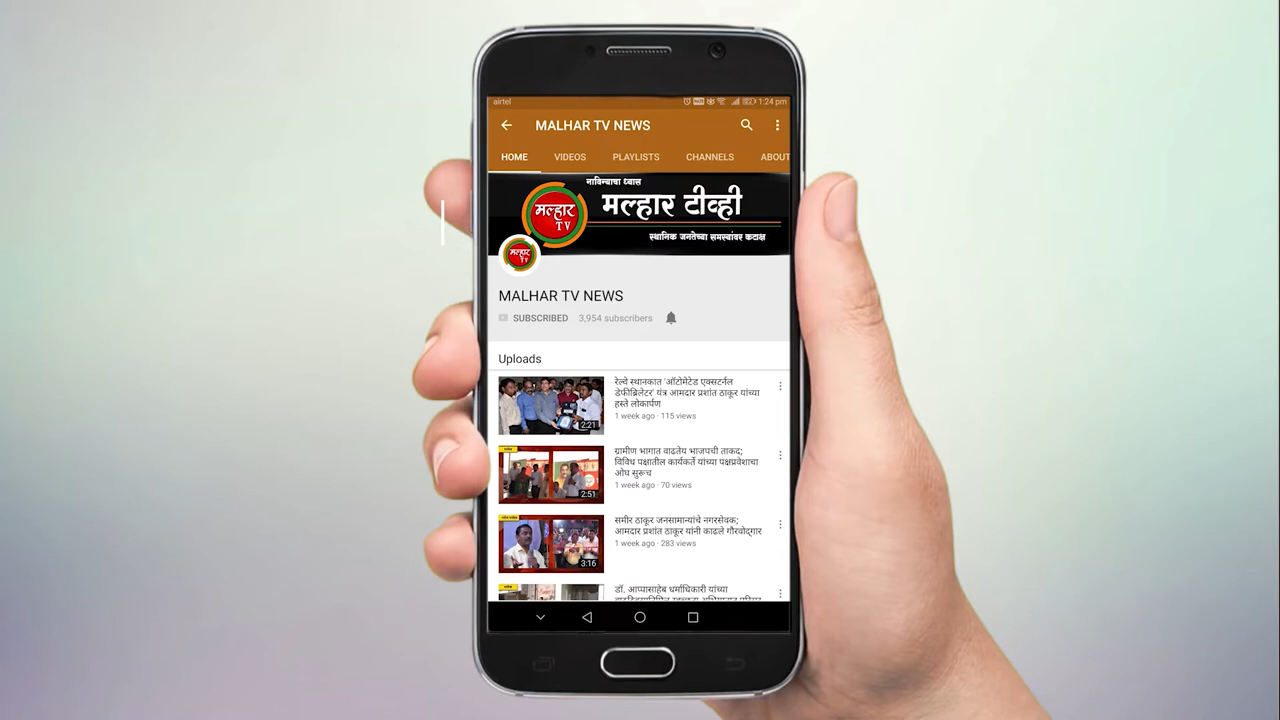 airtel 1:24 pm
MALHAR TV NEWS
HOME VIDEOS PLAYLISTS CHANNELS ABOUT
नाविन्याचा ध्यास
मल्हार टीव्ही
मल्हार
TV
स्थानिक जनतेच्या समस्यांवर कटाक्ष
मल्हार
TV
MALHAR TV NEWS
SUBSCRIBED 3,954 subscribers
Uploads
रेल्वे स्थानकात 'ऑटोमेटेड एक्सटर्नल
डेफीब्रिलेटर' यंत्र आमदार प्रशांत ठाकूर यांच्या
हस्ते लोकार्पण
1 week ago · 115 views
2:21
ग्रामीण भागात वाढतेय भाजपची ताकद;
विविध पक्षातील कार्यकर्ते यांच्या पक्षप्रवेशाचा
ओघ सुरूच
1 week ago · 70 views
2:51
समीर ठाकूर जनसामान्यांचे नगरसेवक;
आमदार प्रशांत ठाकूर यांनी काढले गौरवोद्गार
1 week ago · 283 views
3:16
डॉ. आप्पासाहेब धर्माधिकारी यांच्या